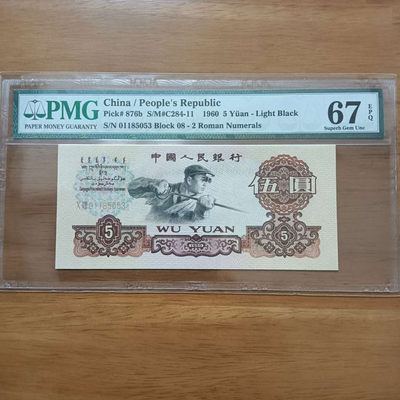 PMG
PAPER MONEY GUARANTY
China / People's Republic
Pick# 876b S/M#C284-11 1960 5 Yüan - Light Black
S/N 01185053 Block 08 - 2 Roman Numerals
67
EPQ
Superb Gem Unc
中國人民銀行
伍圓
01185053
5
WU YUAN
5